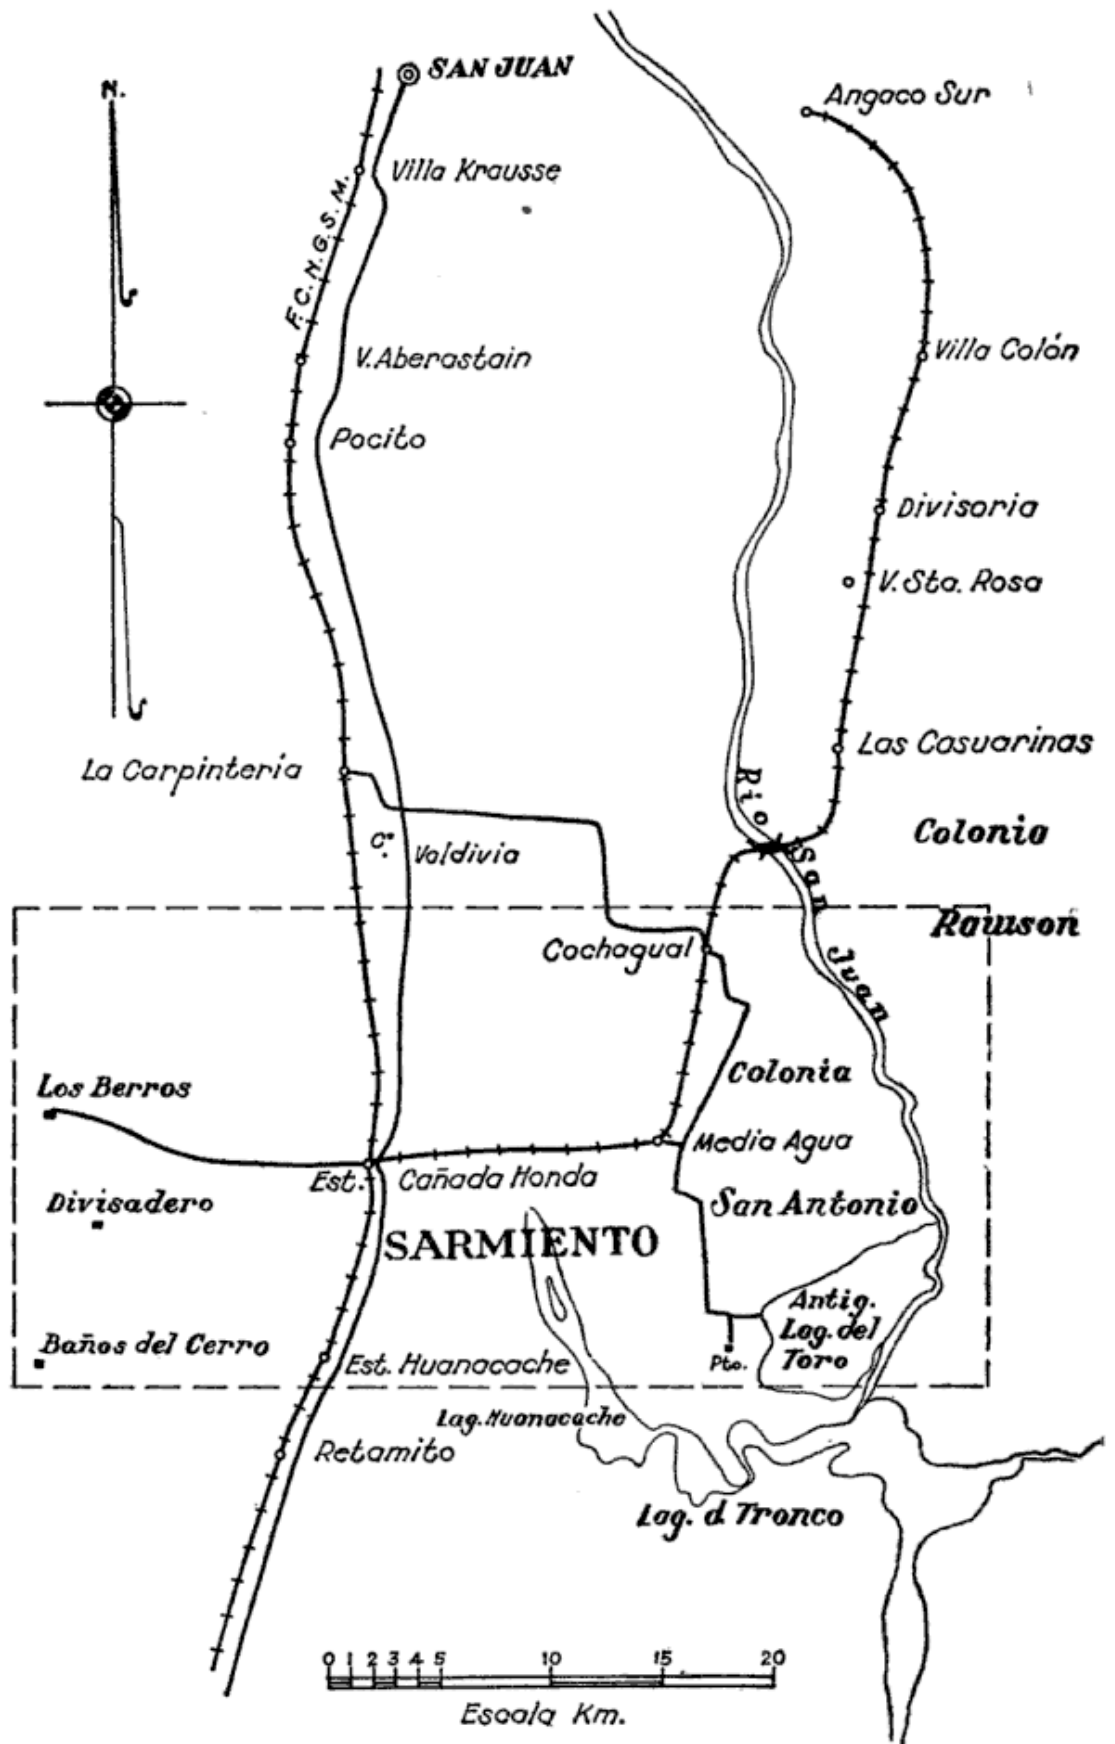 N.
SAN JUAN
Angaco Sur
Villa Krausse
F.C.N.G.S.M.
V. Aberastain
Villa Colón
Pocito
Divisoria
V. Sta. Rosa
Las Casuarinas
La Carpintería
Rio San Juan
Colonia
Rawson
Cº.
Valdivia
Cochagual
Colonia
Los Berros
Media Agua
Est.
Cañada Honda
Divisadero
San Antonio
SARMIENTO
Antig.
Lag. del
Toro
Baños del Cerro
Est. Huanacache
Pto.
Lag. Huanacache
Retamito
Lag. d Tronco
0 1 2 3 4 5 10 15 20
Escala Km.